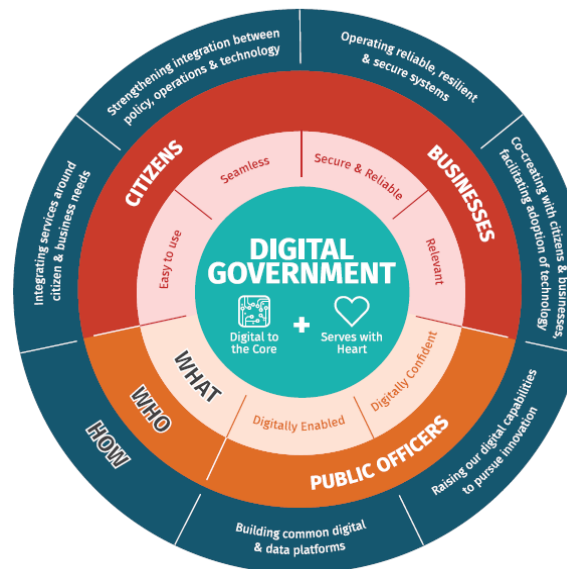 DIGITAL
GOVERNMENT
Digital to
the Core
+
Serves with
Heart
WHAT
Easy to use
Seamless
Secure & Reliable
Relevant
Digitally Confident
Digitally Enabled
WHO
CITIZENS
BUSINESSES
PUBLIC OFFICERS
HOW
Integrating services around
citizen & business needs
Strengthening integration between
policy, operations & technology
Operating reliable, resilient
& secure systems
Co-creating with citizens & businesses,
facilitating adoption of technology
Raising our digital capabilities
to pursue innovation
Building common digital
& data platforms